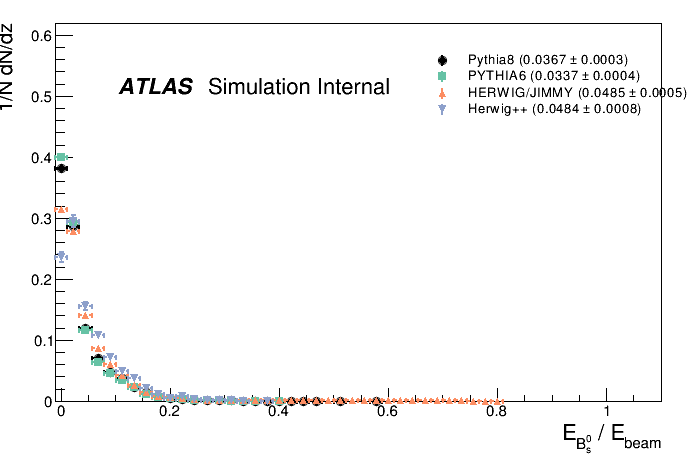 1/N dN/dz
0.6
0.5
0.4
0.3
0.2
0.1
0
ATLAS Simulation Internal
Pythia8 (0.0367 ± 0.0003)
PYTHIA6 (0.0337 ± 0.0004)
HERWIG/JIMMY (0.0485 ± 0.0005)
Herwig++ (0.0484 ± 0.0008)
0 0.2 0.4 0.6 0.8 1
E_{B_s^0} / E_{beam}